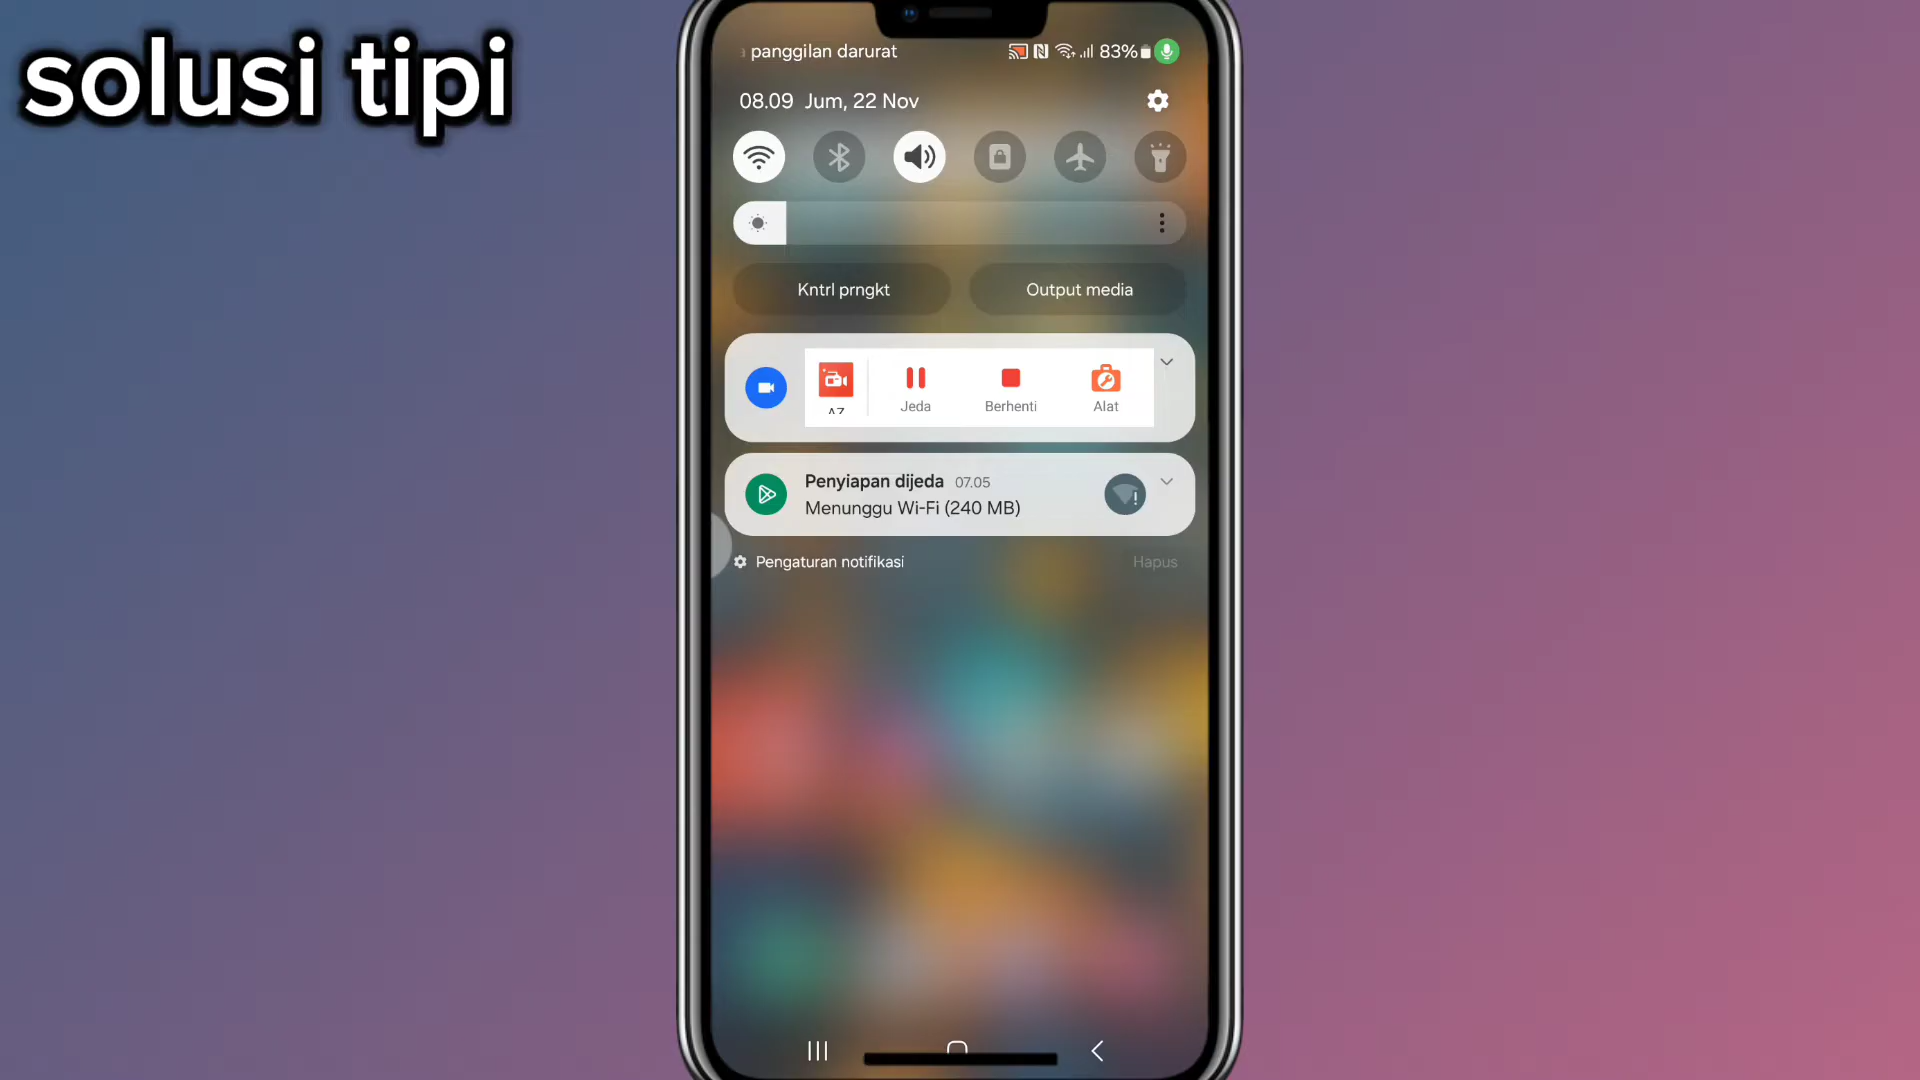 solusi tipi
panggilan darurat 83%
08.09 Jum, 22 Nov
Kntrl prngkt Output media
AZ
Jeda Berhenti Alat
Penyiapan dijeda 07.05
Menunggu Wi-Fi (240 MB)
Pengaturan notifikasi Hapus